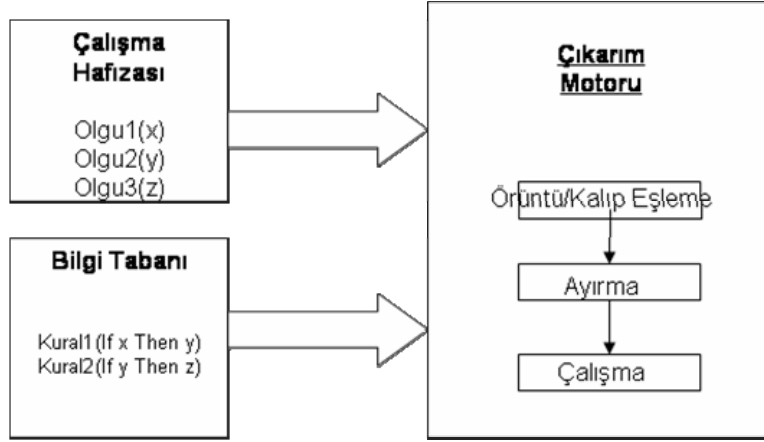 Çalışma
Hafızası
Olgu1(x)
Olgu2(y)
Olgu3(z)
Bilgi Tabanı
Kural1(If x Then y)
Kural2(If y Then z)
Çıkarım
Motoru
Örüntü/Kalıp Eşleme
Ayırma
Çalışma